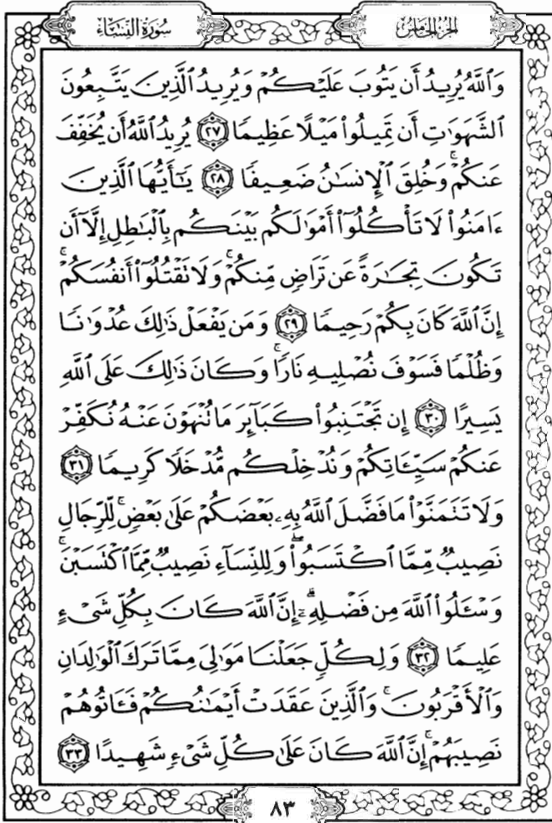 الجزء الخامس
سورة النساء
وَٱللَّهُ يُرِيدُ أَن يَتُوبَ عَلَيۡكُمۡ وَيُرِيدُ ٱلَّذِينَ يَتَّبِعُونَ
ٱلشَّهَوَٰتِ أَن تَمِيلُواْ مَيۡلًا عَظِيمٗا ٢٧ يُرِيدُ ٱللَّهُ أَن يُخَفِّفَ
عَنكُمۡۚ وَخُلِقَ ٱلۡإِنسَٰنُ ضَعِيفٗا ٢٨ يَٰٓأَيُّهَا ٱلَّذِينَ
ءَامَنُواْ لَا تَأۡكُلُوٓاْ أَمۡوَٰلَكُم بَيۡنَكُم بِٱلۡبَٰطِلِ إِلَّآ أَن
تَكُونَ تِجَٰرَةً عَن تَرَاضٖ مِّنكُمۡۚ وَلَا تَقۡتُلُوٓاْ أَنفُسَكُمۡۚ
إِنَّ ٱللَّهَ كَانَ بِكُمۡ رَحِيمٗا ٢٩ وَمَن يَفۡعَلۡ ذَٰلِكَ عُدۡوَٰنٗا
وَظُلۡمٗا فَسَوۡفَ نُصۡلِيهِ نَارٗاۚ وَكَانَ ذَٰلِكَ عَلَى ٱللَّهِ
يَسِيرًا ٣٠ إِن تَجۡتَنِبُواْ كَبَآئِرَ مَا تُنۡهَوۡنَ عَنۡهُ نُكَفِّرۡ
عَنكُمۡ سَيِّـَٔاتِكُمۡ وَنُدۡخِلۡكُم مُّدۡخَلٗا كَرِيمٗا ٣١
وَلَا تَتَمَنَّوۡاْ مَا فَضَّلَ ٱللَّهُ بِهِۦ بَعۡضَكُمۡ عَلَىٰ بَعۡضٖۚ لِّلرِّجَالِ
نَصِيبٞ مِّمَّا ٱكۡتَسَبُواْۖ وَلِلنِّسَآءِ نَصِيبٞ مِّمَّا ٱكۡتَسَبۡنَۚ
وَسۡـَٔلُواْ ٱللَّهَ مِن فَضۡلِهِۦٓۗ إِنَّ ٱللَّهَ كَانَ بِكُلِّ شَيۡءٍ
عَلِيمٗا ٣٢ وَلِكُلّٖ جَعَلۡنَا مَوَٰلِيَ مِمَّا تَرَكَ ٱلۡوَٰلِدَانِ
وَٱلۡأَقۡرَبُونَۚ وَٱلَّذِينَ عَقَدَتۡ أَيۡمَٰنُكُمۡ فَـَٔاتُوهُمۡ
نَصِيبَهُمۡۚ إِنَّ ٱللَّهَ كَانَ عَلَىٰ كُلِّ شَيۡءٖ شَهِيدًا ٣٣
٨٣